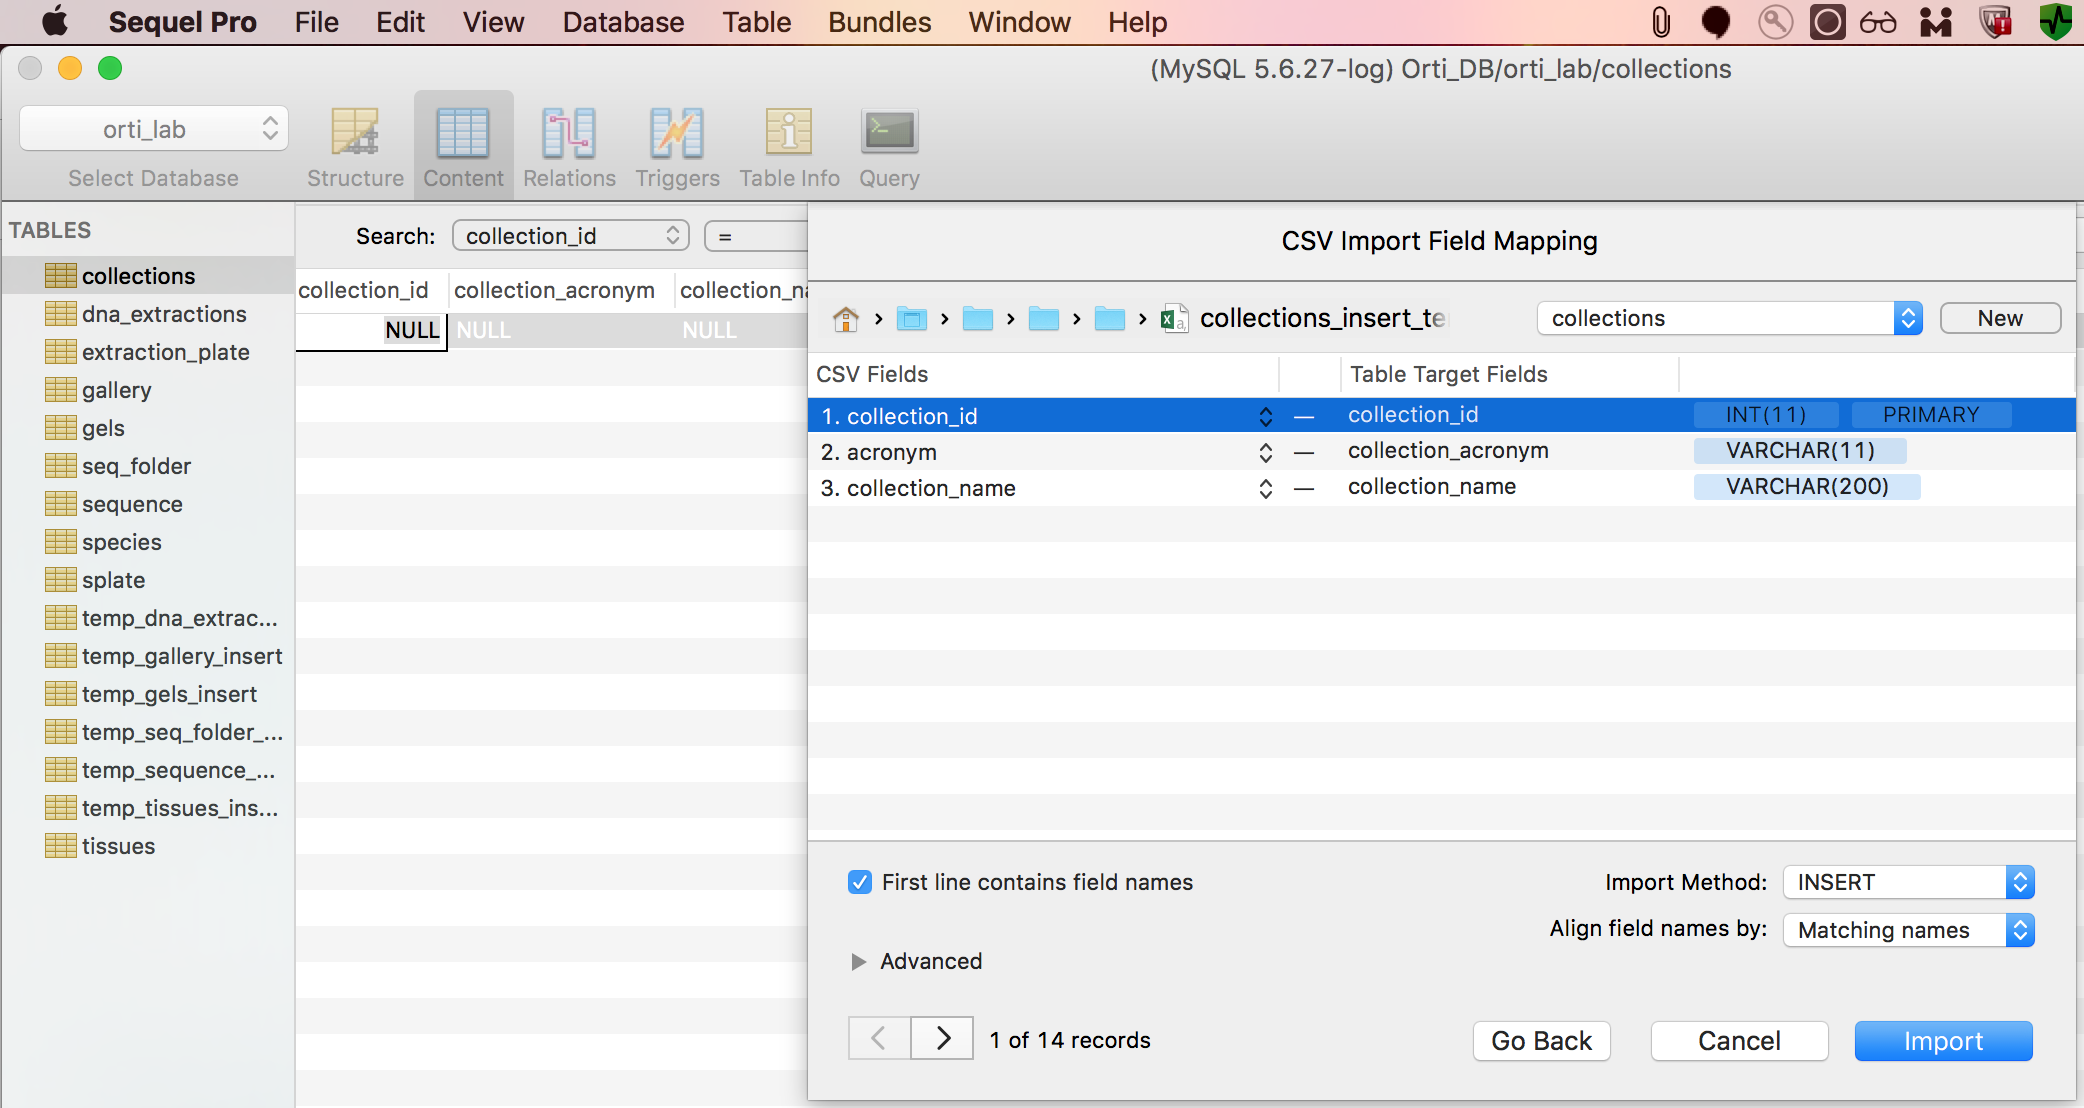 Sequel Pro File Edit View Database Table Bundles Window Help
(MySQL 5.6.27-log) Orti_DB/orti_lab/collections
orti_lab
Select Database Structure Content Relations Triggers Table Info Query
TABLES
collections
dna_extractions
extraction_plate
gallery
gels
seq_folder
sequence
species
splate
temp_dna_extrac...
temp_gallery_insert
temp_gels_insert
temp_seq_folder_...
temp_sequence_...
temp_tissues_ins...
tissues
Search: collection_id =
collection_id collection_acronym collection_na
NULL NULL NULL
CSV Import Field Mapping
collections_insert_te collections New
CSV Fields Table Target Fields
1. collection_id — collection_id INT(11) PRIMARY
2. acronym — collection_acronym VARCHAR(11)
3. collection_name — collection_name VARCHAR(200)
First line contains field names
Import Method: INSERT
Align field names by: Matching names
Advanced
1 of 14 records
Go Back Cancel Import